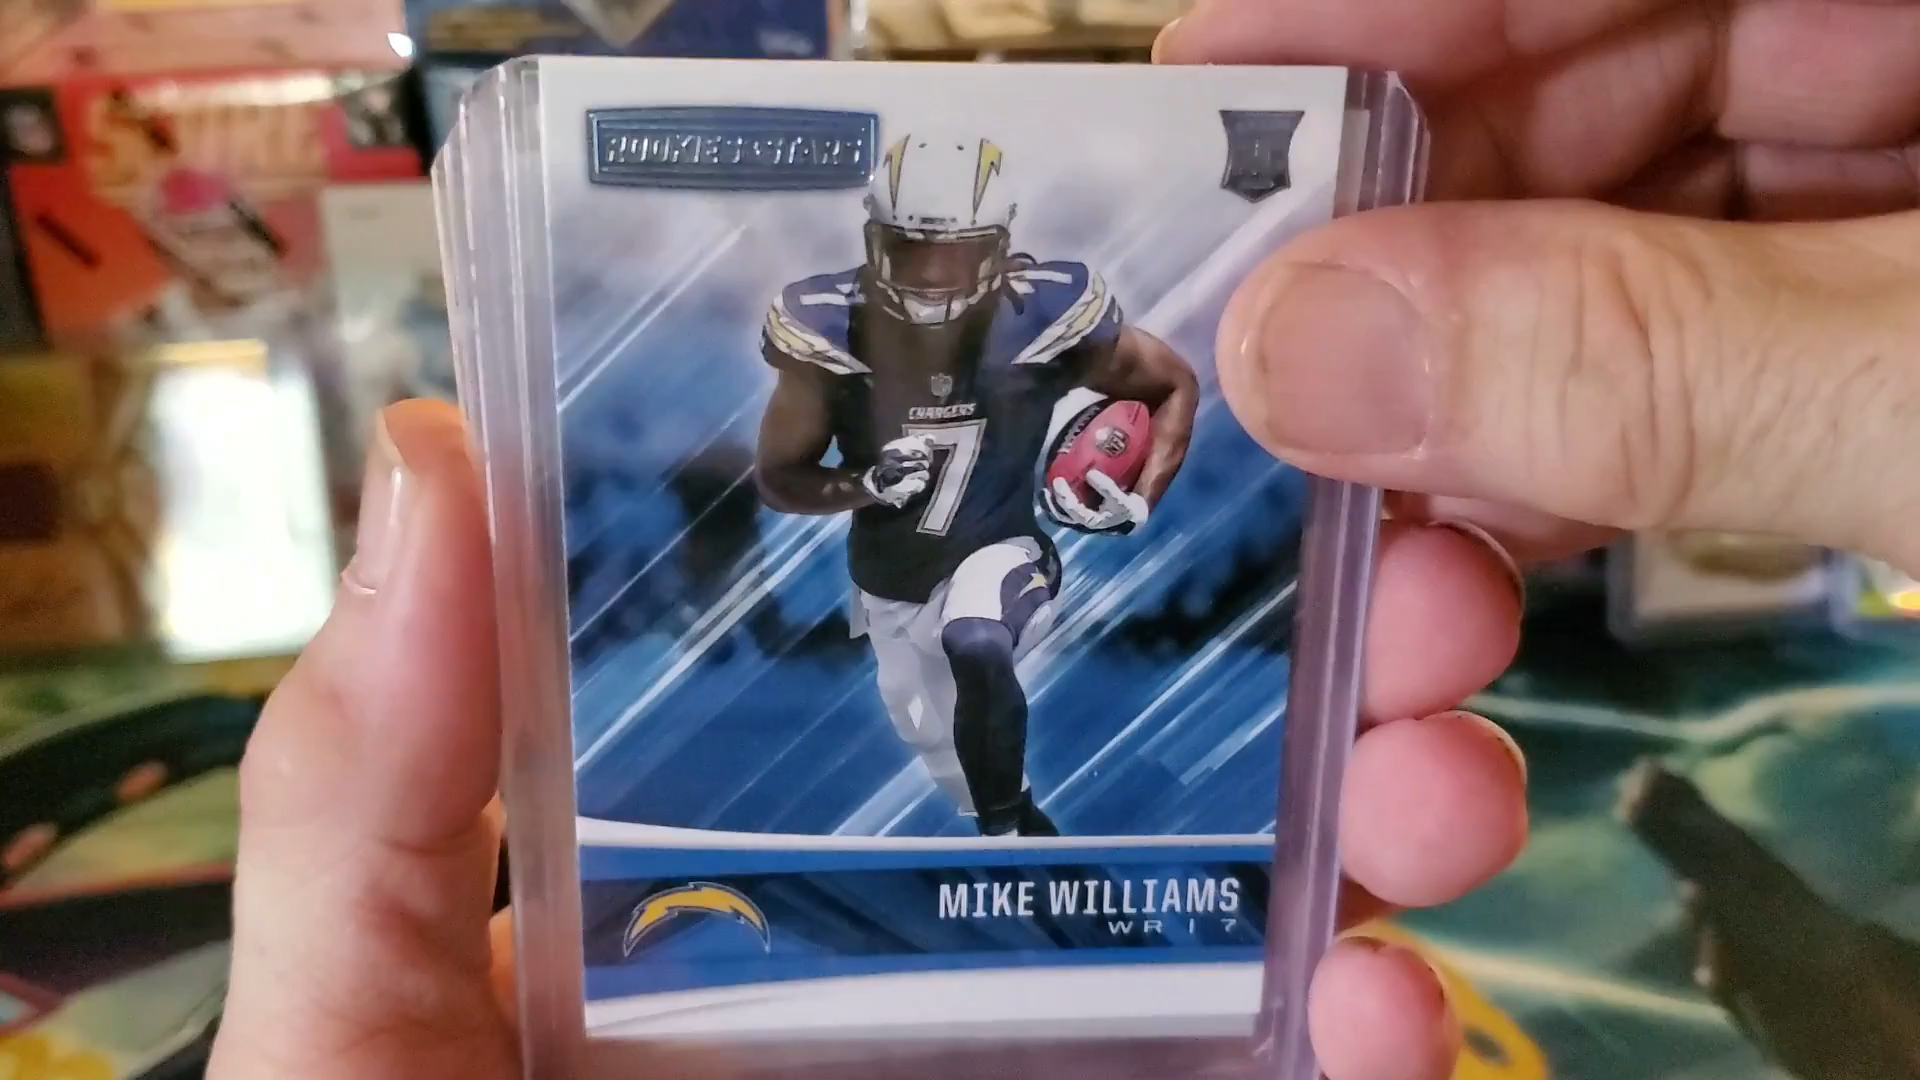 ROOKIES & STARS
CHARGERS
7
MIKE WILLIAMS
WR | 7